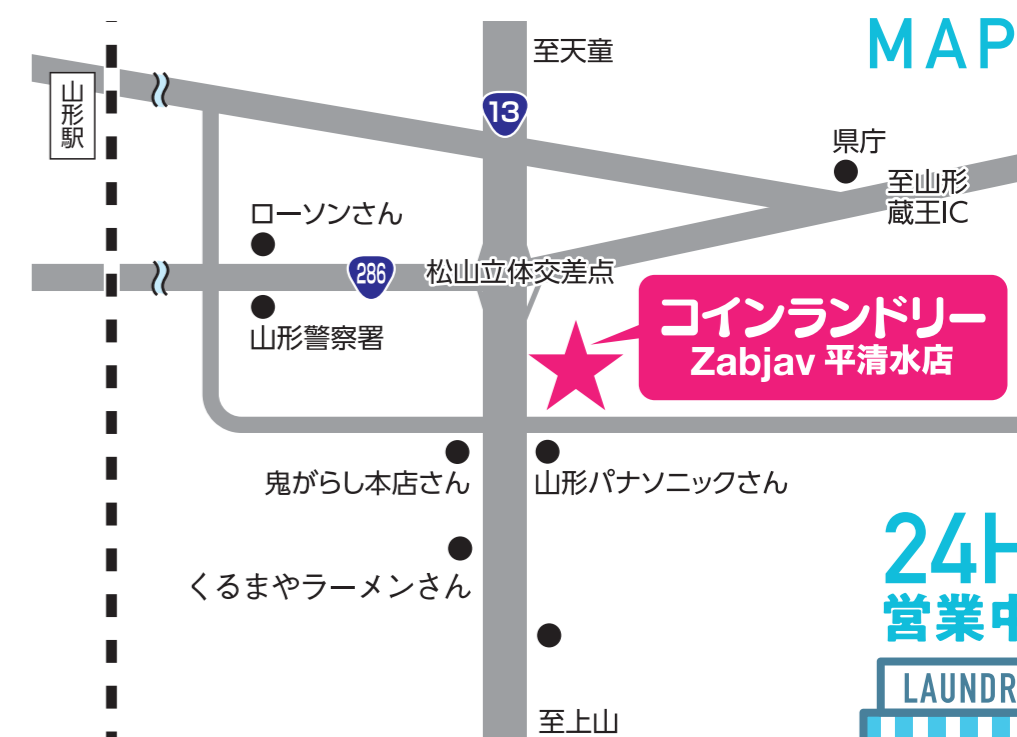 MAP
至天童
山形駅
13
県庁
至山形
蔵王IC
ローソンさん
286
松山立体交差点
山形警察署
コインランドリー
Zabjav 平清水店
鬼がらし本店さん
山形パナソニックさん
くるまやラーメンさん
24H
営業中
LAUNDR
至上山